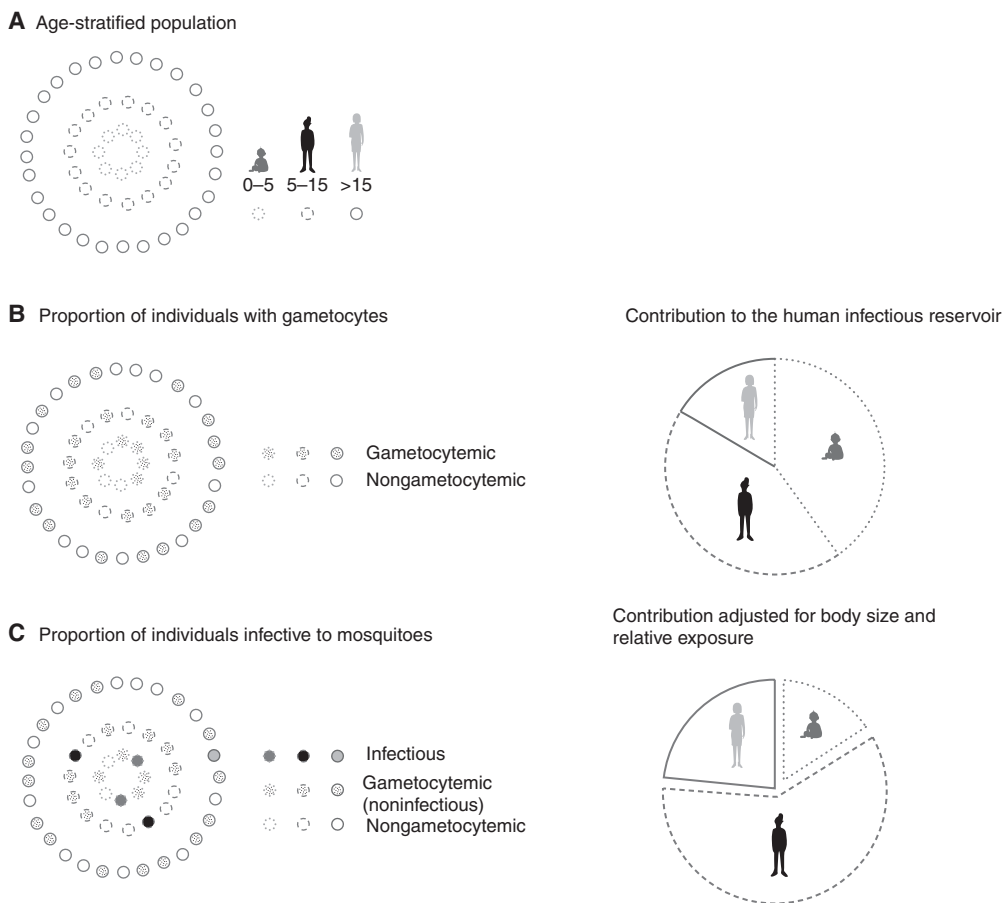 A Age-stratified population
0–5 5–15 >15
B Proportion of individuals with gametocytes
Contribution to the human infectious reservoir
Gametocytemic
Nongametocytemic
C Proportion of individuals infective to mosquitoes
Contribution adjusted for body size and
relative exposure
Infectious
Gametocytemic
(noninfectious)
Nongametocytemic